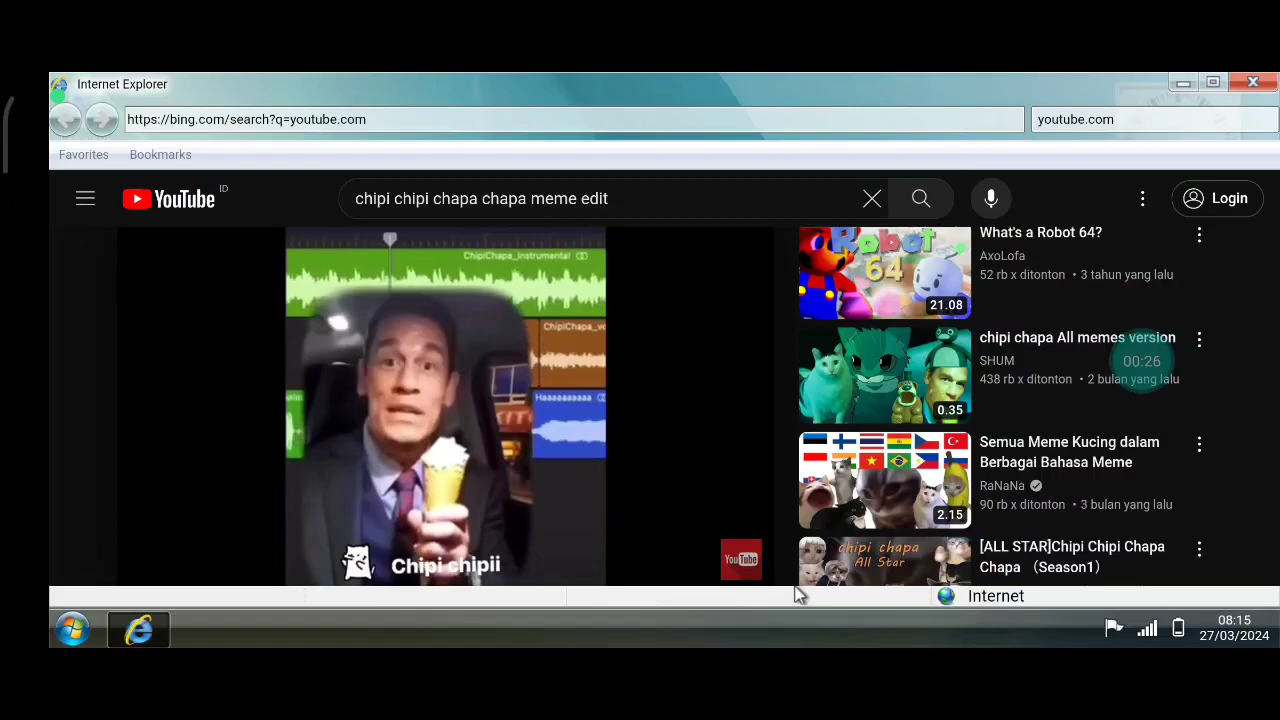 Internet Explorer
https://bing.com/search?q=youtube.com
youtube.com
Favorites
Bookmarks
YouTube ID
chipi chipi chapa chapa meme edit
Login
ChipiChapa_instrumental
ChipiChapa_vo
Haaaaaaaaaa
Chipi chipii
YouTube
ROBOT
64
21.08
What's a Robot 64?
AxoLofa
52 rb x ditonton • 3 tahun yang lalu
0.35
chipi chapa All memes version
SHUM
00:26
438 rb x ditonton • 2 bulan yang lalu
2.15
Semua Meme Kucing dalam
Berbagai Bahasa Meme
RaNaNa
90 rb x ditonton • 3 bulan yang lalu
chipi chapa
All Star
[ALL STAR]Chipi Chipi Chapa
Chapa （Season1）
Internet
08:15
27/03/2024